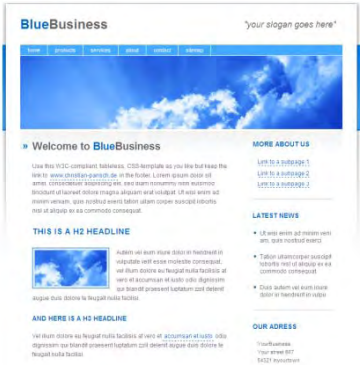 BlueBusiness
"your slogan goes here"
home products services about contact sitemap
» Welcome to BlueBusiness
Use this W3C-compliant, tableless, CSS-template as you like but keep the
link to www.christian-pansch.de, in the footer. Lorem ipsum dolor sit
amet, consectetuer adipiscing elit, sed diam nonummy nibh euismod
tincidunt ut laoreet dolore magna aliquam erat volutpat. Ut wisi enim ad
minim veniam, quis nostrud exerci tation ullam corper suscipit lobortis
nisl ut aliquip ex ea commodo consequat.
THIS IS A H2 HEADLINE
Autem vel eum iriure dolor in hendrerit in
vulputate velit esse molestie consequat,
vel illum dolore eu feugiat nulla facilisis at
vero et accumsan et iusto odio dignissim
qui blandit praesent luptatum zzril delenit
augue duis dolore te feugait nulla facilisi.
AND HERE IS A H3 HEADLINE
Vel illum dolore eu feugiat nulla facilisis at vero et accumsan et iusto odio
dignissim qui blandit praesent luptatum zzril delenit augue duis dolore te
feugait nulla facilisi.
MORE ABOUT US
Link to a subpage 1
Link to a subpage 2
Link to a subpage 3
LATEST NEWS
Ut wisi enim ad minim veni
am, quis nostrud exerci
Tation ullamcorper suscipit
lobortis nisl ut aliquip ex ea
commodo
Duis autem vel eum iriure
dolor in hendrerit in vulpu
OUR ADRESS
YourBusiness
Your street 667
54321 Inyourtown